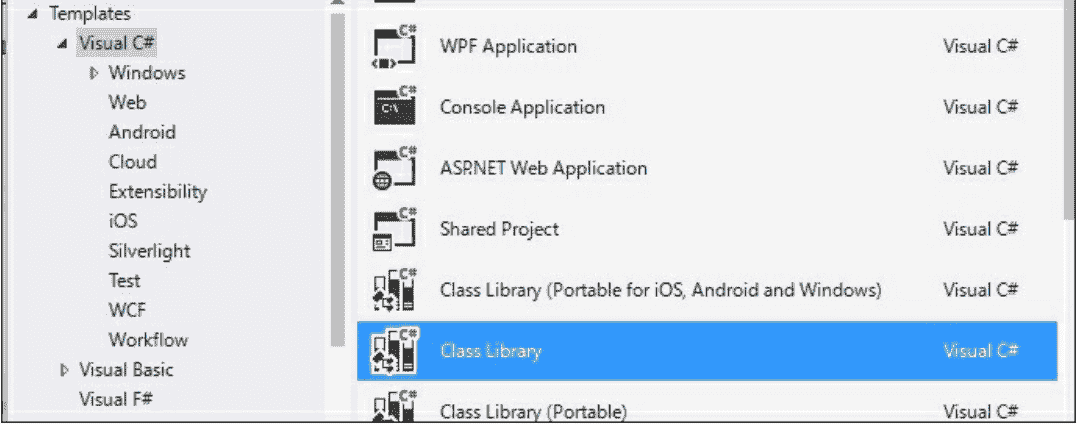 Templates
Visual C#
Windows
Web
Android
Cloud
Extensibility
iOS
Silverlight
Test
WCF
Workflow
Visual Basic
Visual F#
C#
WPF Application Visual C#
C#
C:\
Console Application Visual C#
C#
ASP.NET Web Application Visual C#
C#
Shared Project Visual C#
C#
Class Library (Portable for iOS, Android and Windows) Visual C#
C#
Class Library Visual C#
C#
Class Library (Portable) Visual C#